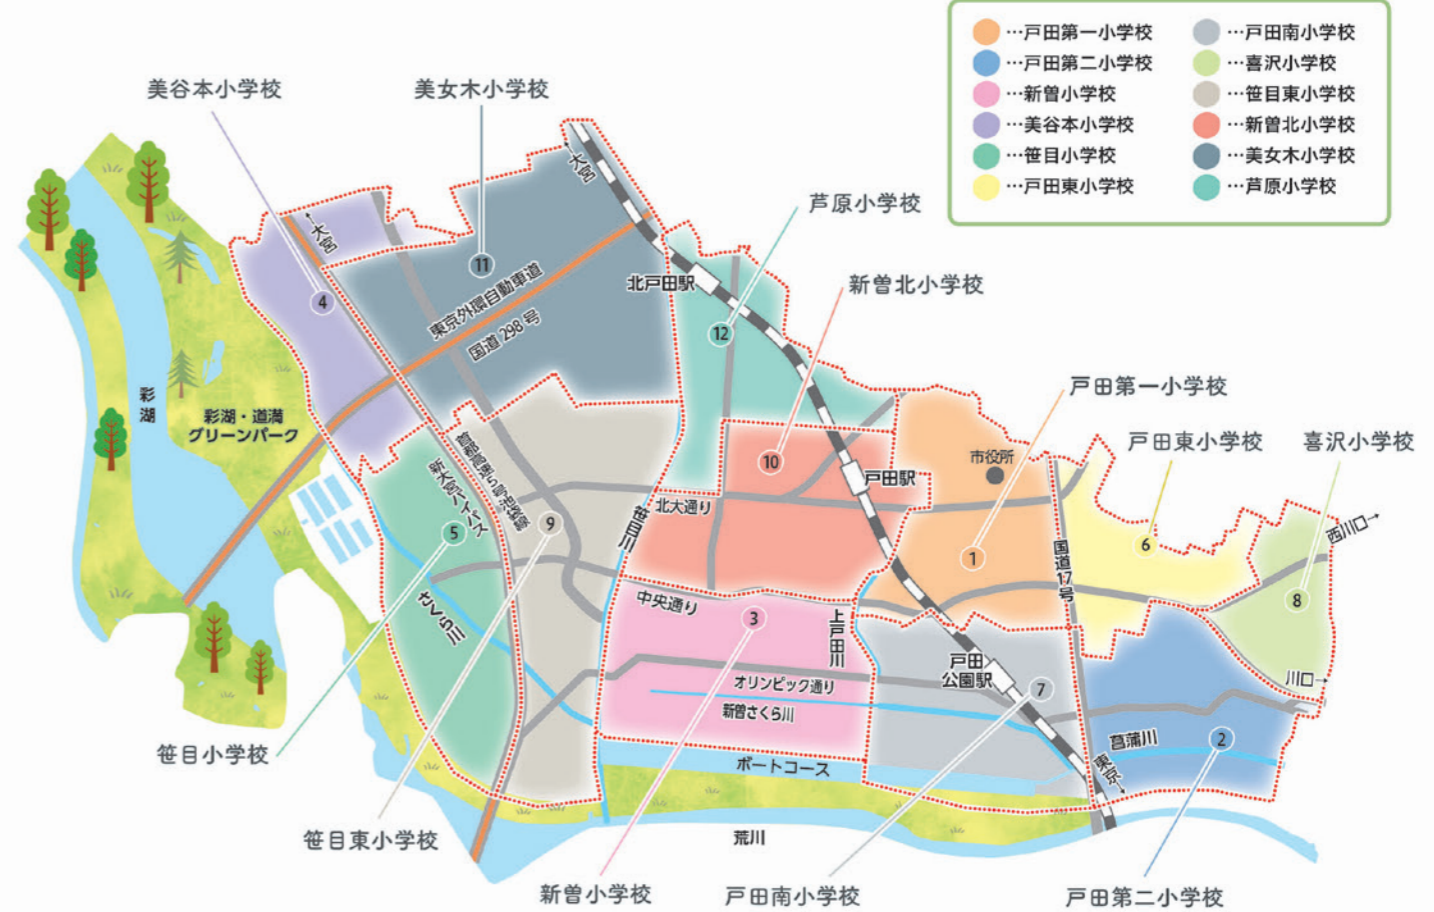 …戸田第一小学校
…戸田第二小学校
…新曽小学校
…美谷本小学校
…笹目小学校
…戸田東小学校
…戸田南小学校
…喜沢小学校
…笹目東小学校
…新曽北小学校
…美女木小学校
…芦原小学校
美谷本小学校
美女木小学校
←大宮
←大宮
芦原小学校
新曽北小学校
戸田第一小学校
戸田東小学校
喜沢小学校
4
11
東京外環自動車道
国道298号
北戸田駅
12
彩湖
彩湖・道満
グリーンパーク
首都高速5号池袋線
新大宮バイパス
10
戸田駅
市役所
北大通り
笹目川
5
9
1
国道17号
6
西川口→
8
さくら川
中央通り
3
上戸田川
戸田
公園駅
7
川口→
オリンピック通り
新曽さくら川
菖蒲川
2
東京→
ボートコース
荒川
笹目小学校
笹目東小学校
新曽小学校
戸田南小学校
戸田第二小学校